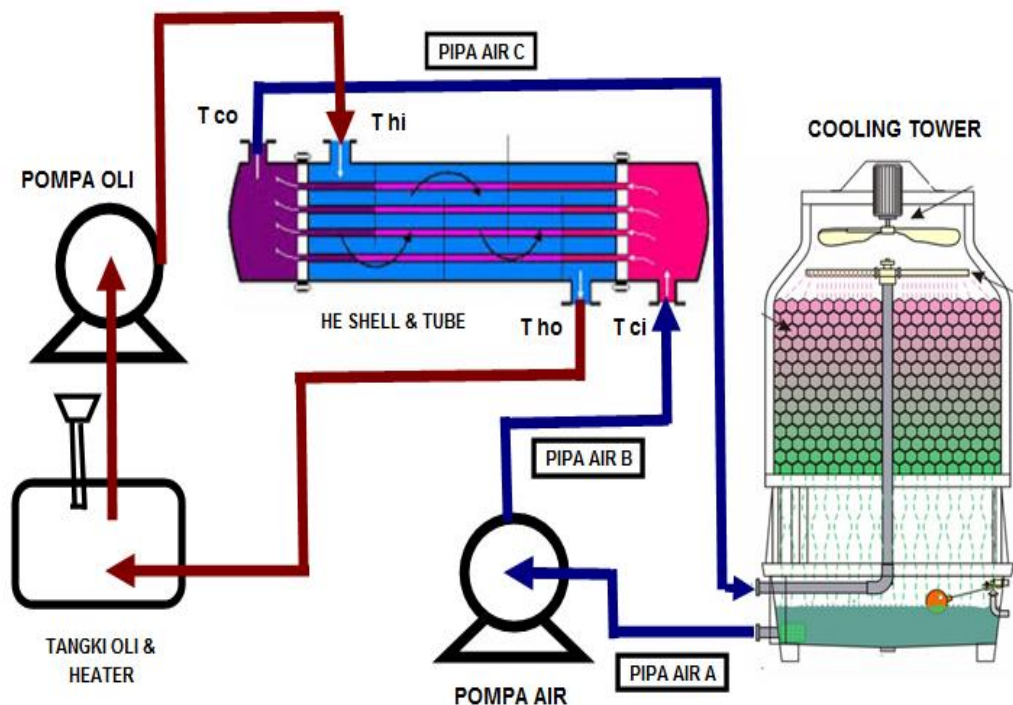 PIPA AIR C
T co
T hi
COOLING TOWER
POMPA OLI
HE SHELL & TUBE
T ho
T ci
PIPA AIR B
TANGKI OLI &
HEATER
POMPA AIR
PIPA AIR A